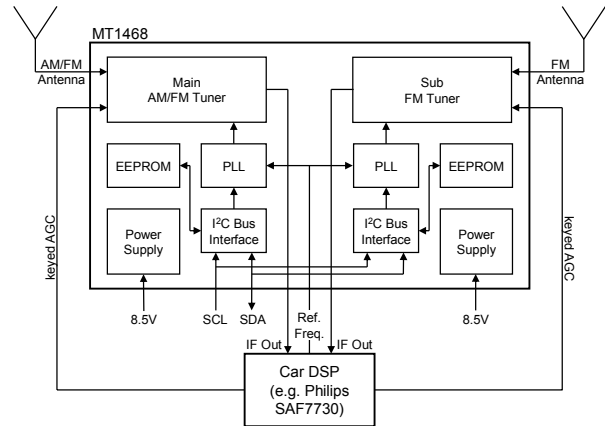 MT1468
AM/FM
Antenna
FM
Antenna
Main
AM/FM Tuner
Sub
FM Tuner
EEPROM
PLL
PLL
EEPROM
keyed AGC
keyed AGC
Power
Supply
I²C Bus
Interface
I²C Bus
Interface
Power
Supply
8.5V
SCL
SDA
Ref.
Freq.
8.5V
IF Out
IF Out
Car DSP
(e.g. Philips
SAF7730)